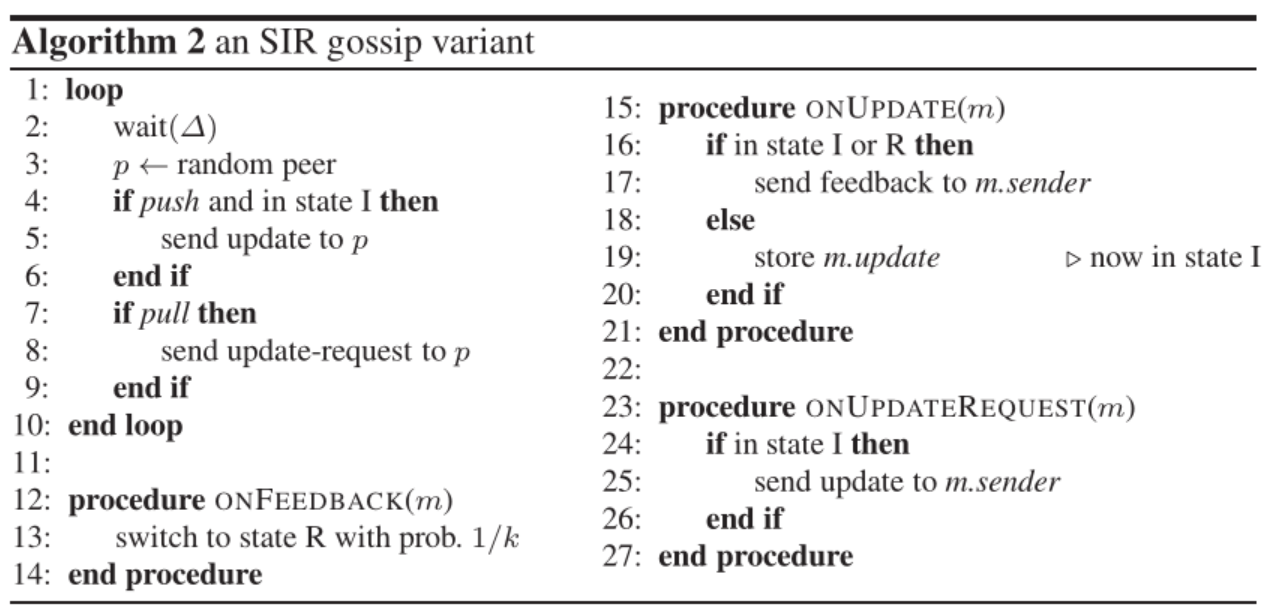 Algorithm 2 an SIR gossip variant
1: loop
2: wait(Δ)
3: p ← random peer
4: if push and in state I then
5: send update to p
6: end if
7: if pull then
8: send update-request to p
9: end if
10: end loop
11:
12: procedure ONFEEDBACK(m)
13: switch to state R with prob. 1/k
14: end procedure
15: procedure ONUPDATE(m)
16: if in state I or R then
17: send feedback to m.sender
18: else
19: store m.update ▷ now in state I
20: end if
21: end procedure
22:
23: procedure ONUPDATEREQUEST(m)
24: if in state I then
25: send update to m.sender
26: end if
27: end procedure